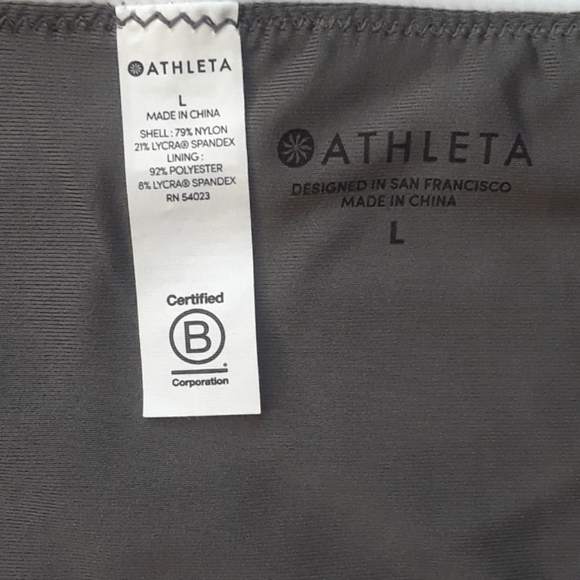 ATHLETA
L
MADE IN CHINA
SHELL : 79% NYLON
21% LYCRA® SPANDEX
LINING :
92% POLYESTER
8% LYCRA® SPANDEX
RN 54023
Certified
B
Corporation
ATHLETA
DESIGNED IN SAN FRANCISCO
MADE IN CHINA
L